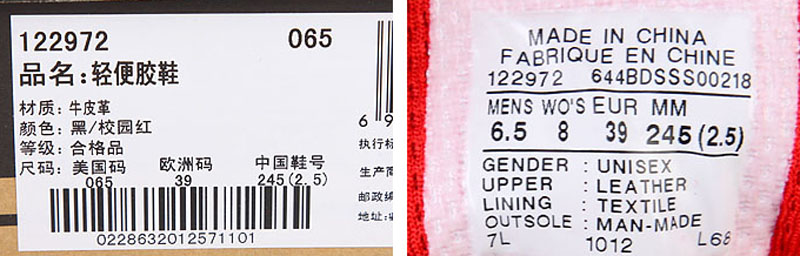 122972 065
品名:轻便胶鞋
材质:牛皮革
颜色:黑/校园红
等级:合格品
尺码:美国码 欧洲码 中国鞋号
065 39 245(2.5)
0228632012571101
6 9
执行标
生产商
邮政编
地址:
MADE IN CHINA
FABRIQUE EN CHINE
122972 644BDSSS00218
MENS WO'S EUR MM
6.5 8 39 245 (2.5)
GENDER : UNISEX
UPPER : LEATHER
LINING : TEXTILE
OUTSOLE : MAN-MADE
7L 1012 L68